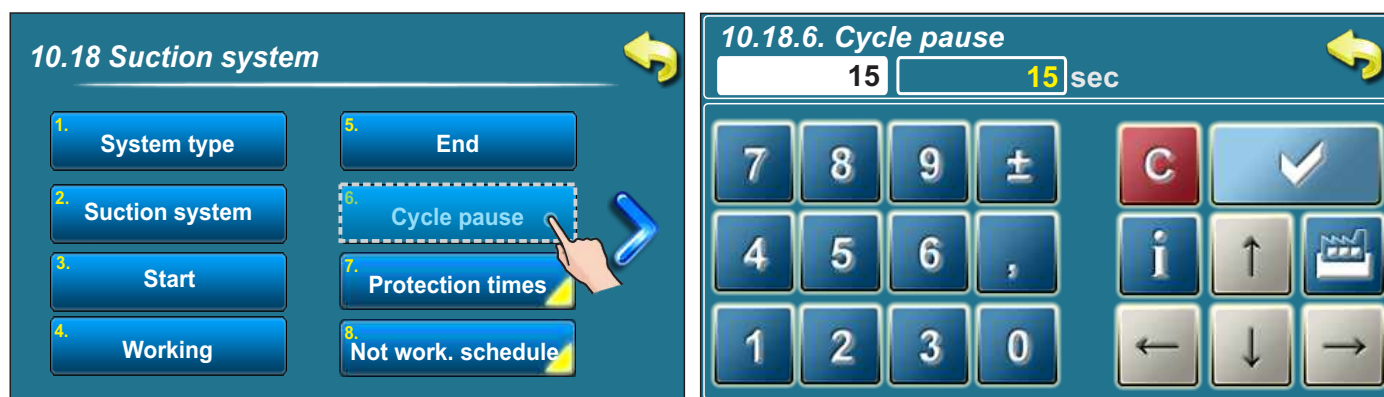 10.18 Suction system
1. System type
5. End
2. Suction system
6. Cycle pause
3. Start
7. Protection times
4. Working
8. Not work. schedule
10.18.6. Cycle pause
15 15 sec
7 8 9 ± C
4 5 6 , i ↑
1 2 3 0 ← ↓ →